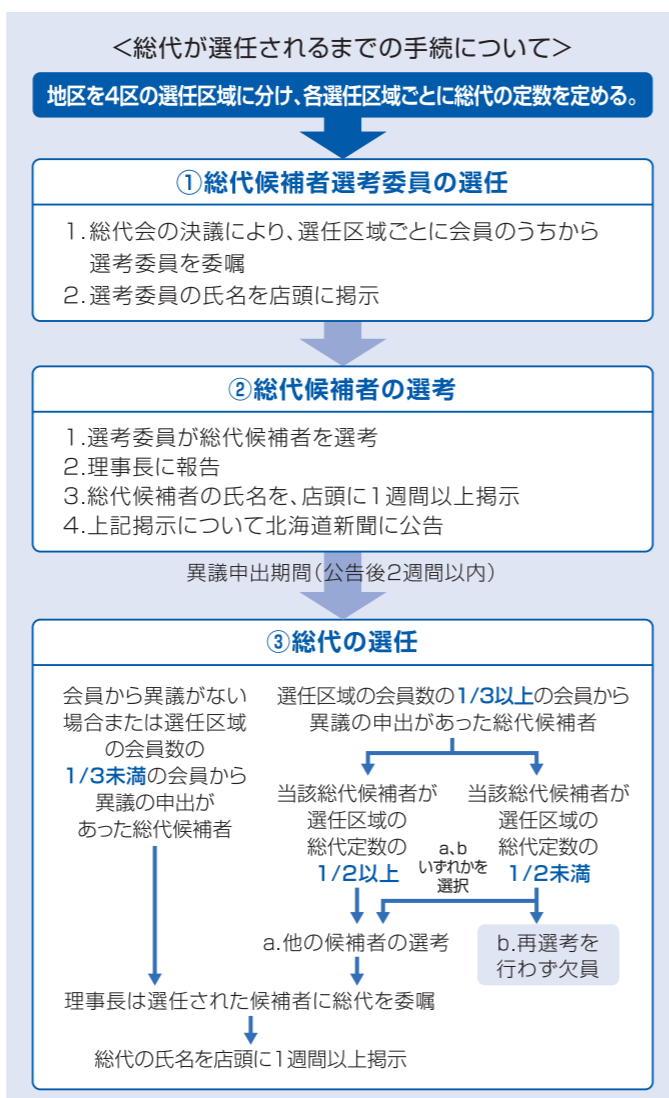 ＜総代が選任されるまでの手続について＞
地区を4区の選任区域に分け、各選任区域ごとに総代の定数を定める。
①総代候補者選考委員の選任
1.総代会の決議により、選任区域ごとに会員のうちから
選考委員を委嘱
2.選考委員の氏名を店頭に掲示
②総代候補者の選考
1.選考委員が総代候補者を選考
2.理事長に報告
3.総代候補者の氏名を、店頭に1週間以上掲示
4.上記掲示について北海道新聞に公告
異議申出期間（公告後2週間以内）
③総代の選任
会員から異議がない
場合または選任区域
の会員数の
1/3未満の会員から
異議の申出が
あった総代候補者
選任区域の会員数の1/3以上の会員から
異議の申出があった総代候補者
当該総代候補者が
選任区域の
総代定数の
1/2以上
a、b
いずれかを
選択
当該総代候補者が
選任区域の
総代定数の
1/2未満
a.他の候補者の選考
b.再選考を
行わず欠員
理事長は選任された候補者に総代を委嘱
総代の氏名を店頭に1週間以上掲示